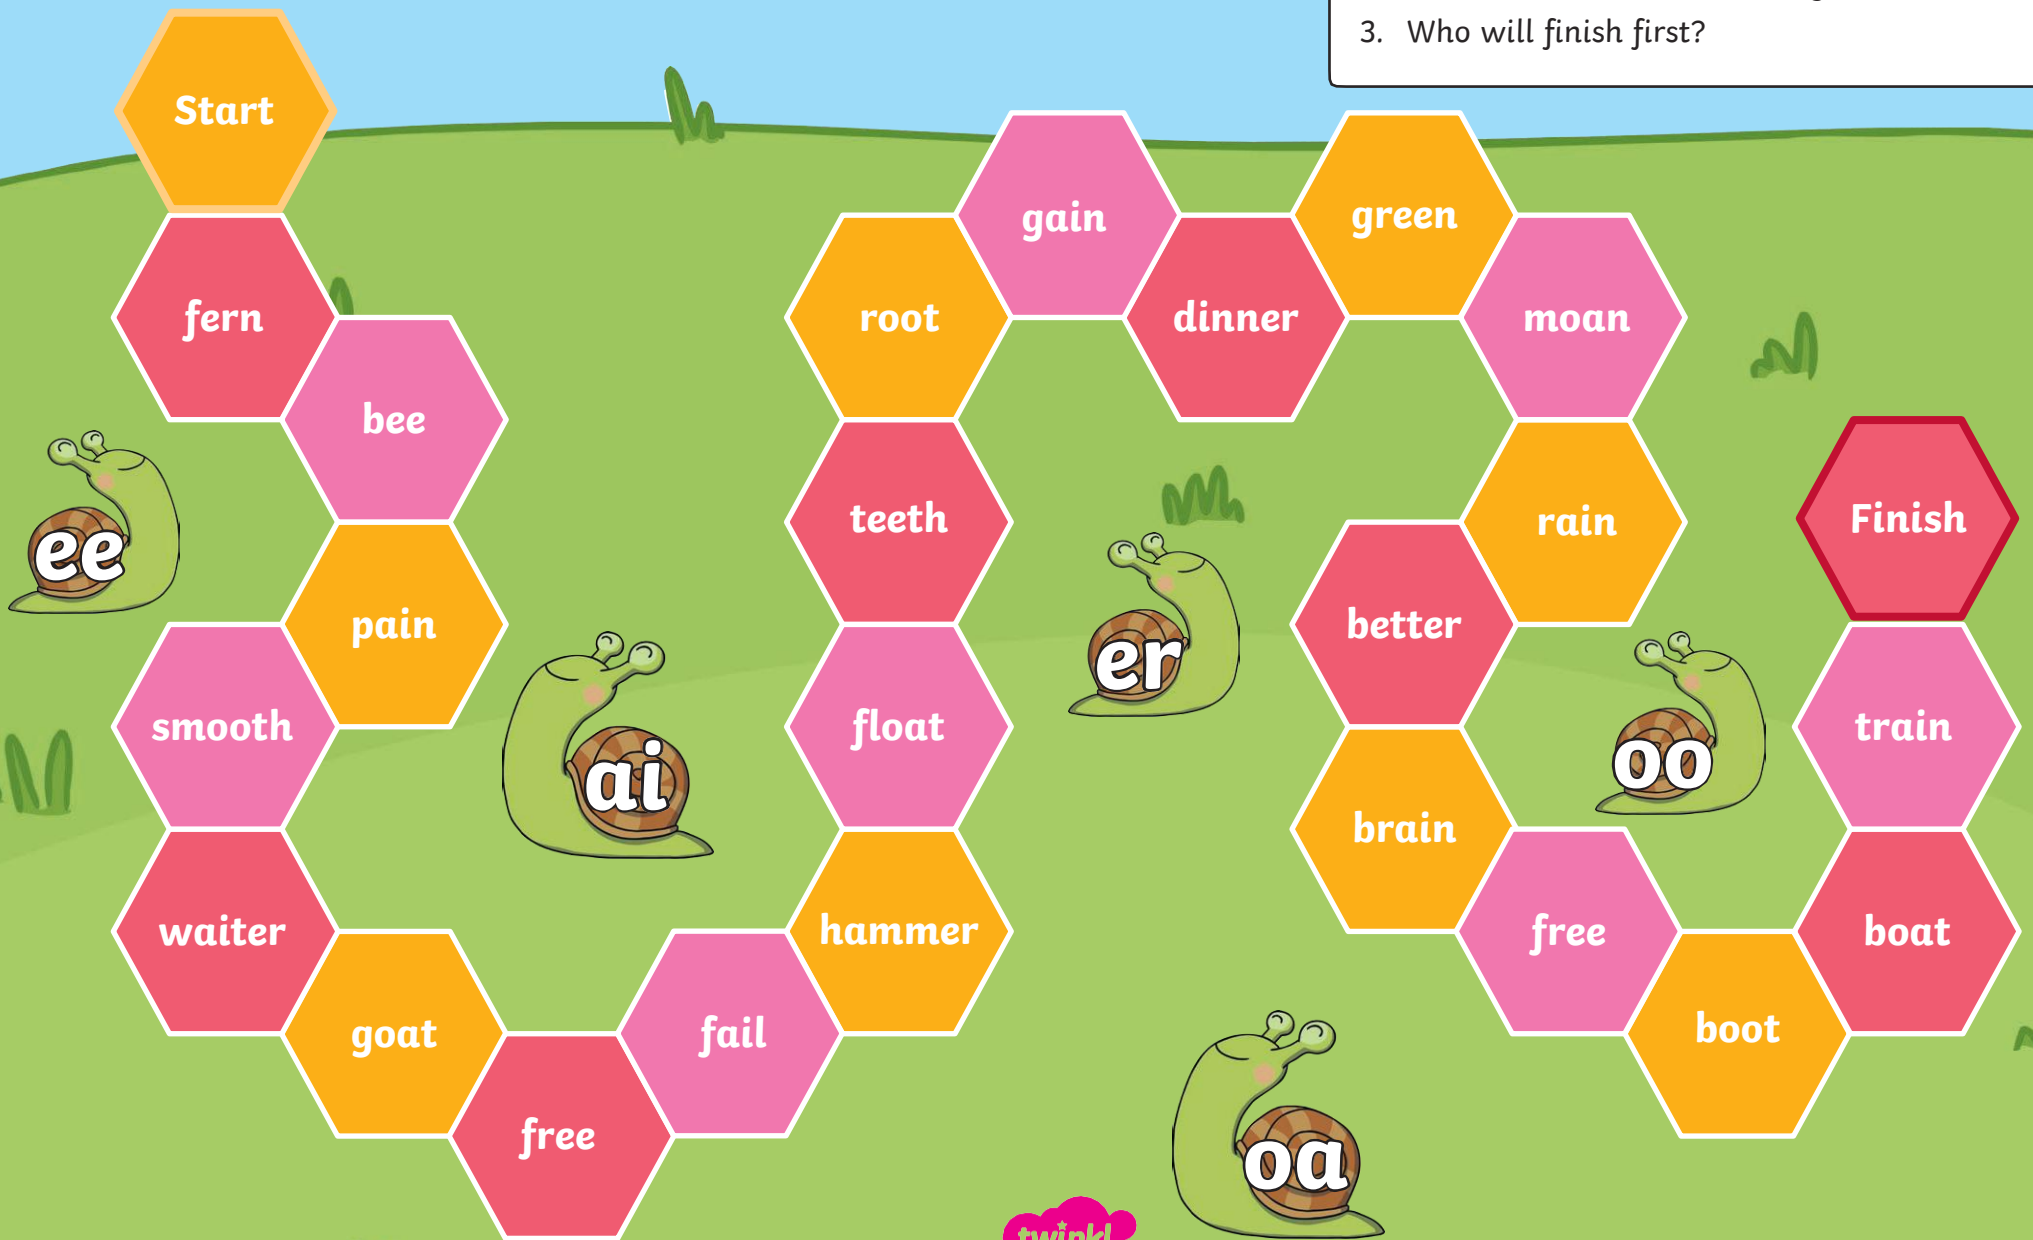 3. Who will finish first?
Start
fern
bee
pain
smooth
waiter
goat
free
fail
hammer
float
teeth
root
gain
dinner
green
moan
rain
better
brain
free
boot
boat
train
Finish
ee
ai
er
oo
oa
twinkl